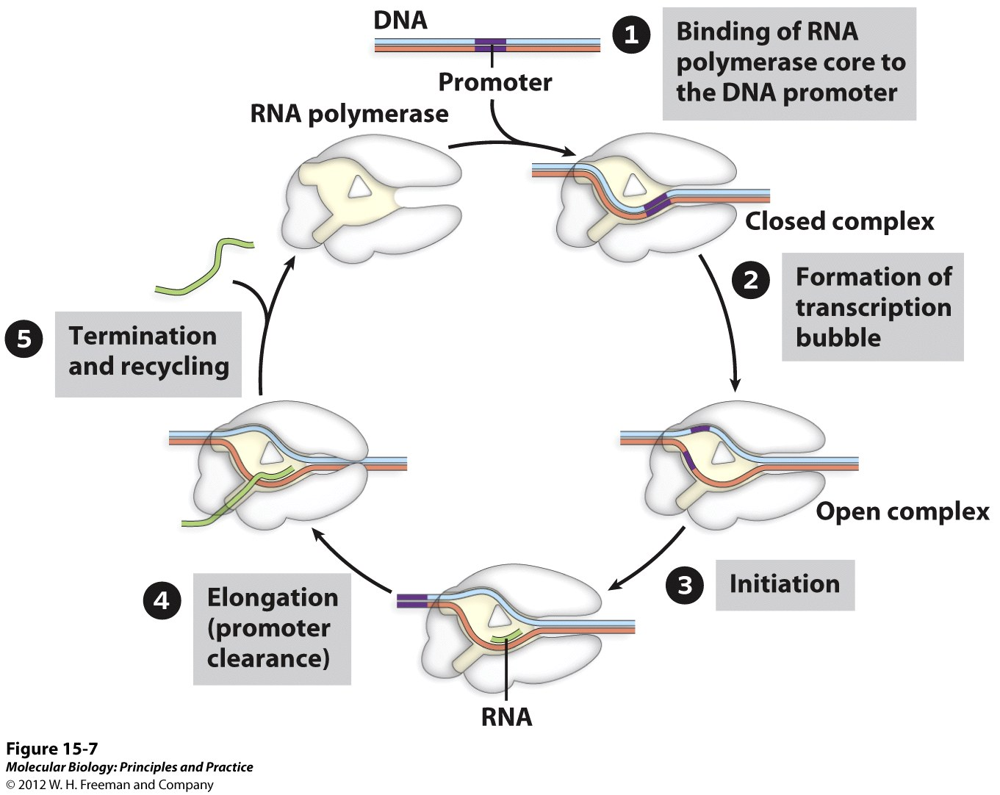 DNA
Promoter
RNA polymerase
1
Binding of RNA
polymerase core to
the DNA promoter
Closed complex
2
Formation of
transcription
bubble
Open complex
3
Initiation
RNA
4
Elongation
(promoter
clearance)
5
Termination
and recycling
Figure 15-7
Molecular Biology: Principles and Practice
© 2012 W. H. Freeman and Company